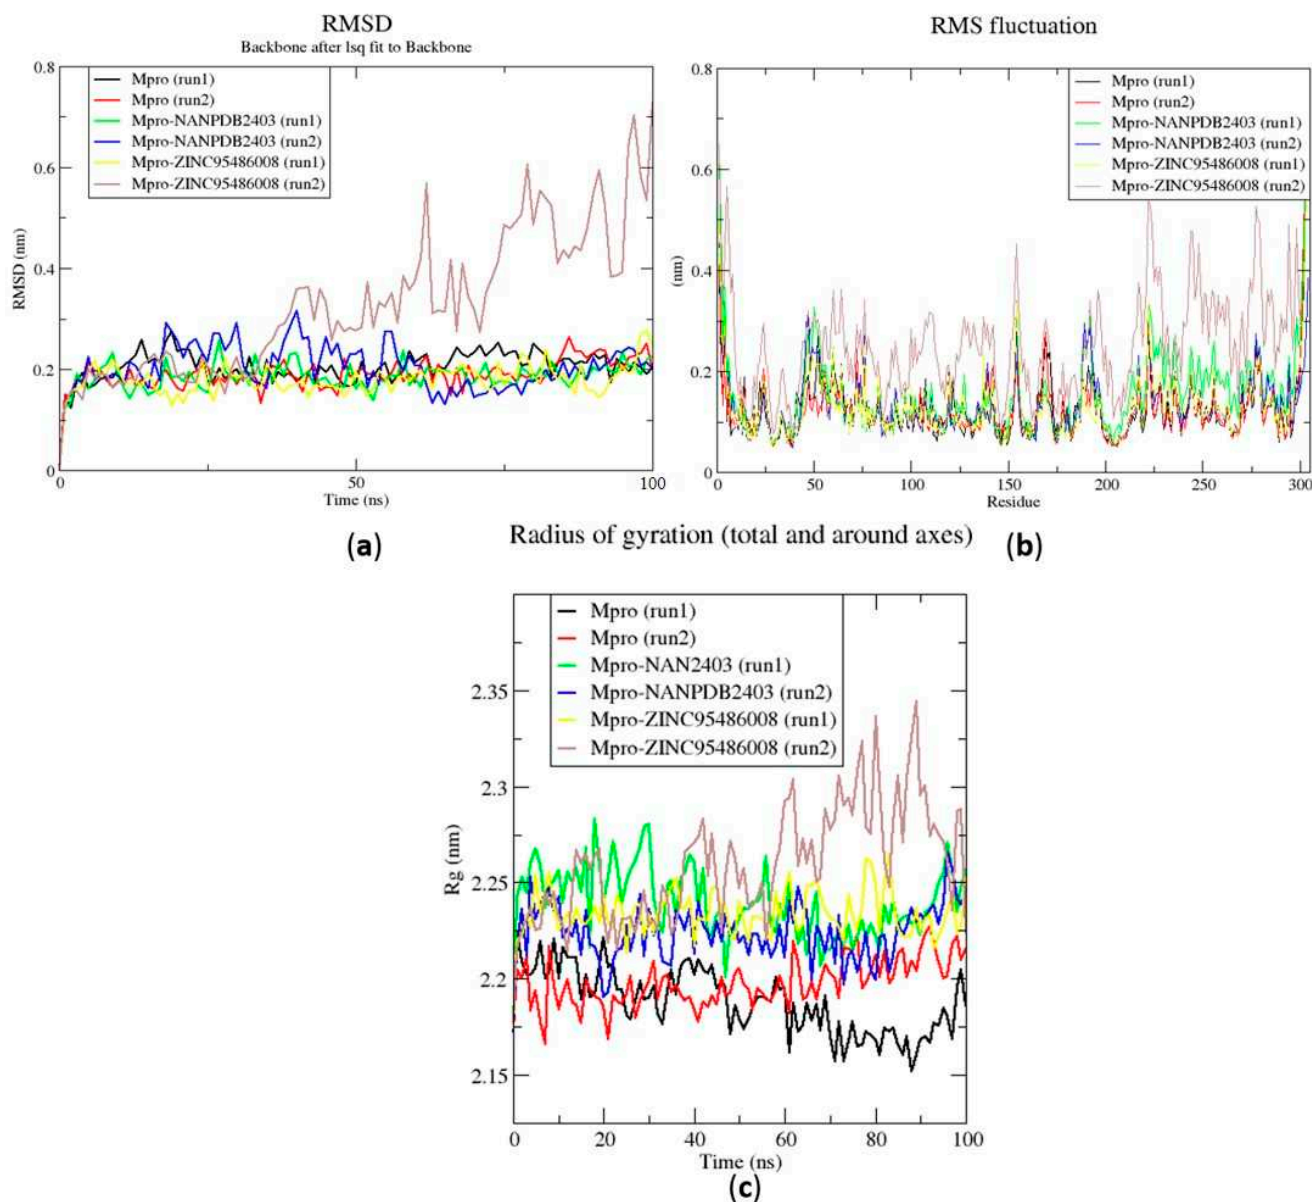 RMSD
Backbone after lsq fit to Backbone
0.8
0.6
0.4
0.2
0
RMSD (nm)
Mpro (run1)
Mpro (run2)
Mpro-NANPDB2403 (run1)
Mpro-NANPDB2403 (run2)
Mpro-ZINC95486008 (run1)
Mpro-ZINC95486008 (run2)
0 50 100
Time (ns)
(a)
RMS fluctuation
0.8
0.6
0.4
0.2
0
(nm)
Mpro (run1)
Mpro (run2)
Mpro-NANPDB2403 (run1)
Mpro-NANPDB2403 (run2)
Mpro-ZINC95486008 (run1)
Mpro-ZINC95486008 (run2)
0 50 100 150 200 250 300
Residue
(b)
Radius of gyration (total and around axes)
Mpro (run1)
Mpro (run2)
Mpro-NAN2403 (run1)
Mpro-NANPDB2403 (run2)
Mpro-ZINC95486008 (run1)
Mpro-ZINC95486008 (run2)
2.35
2.3
2.25
2.2
2.15
Rg (nm)
0 20 40 60 80 100
Time (ns)
(c)